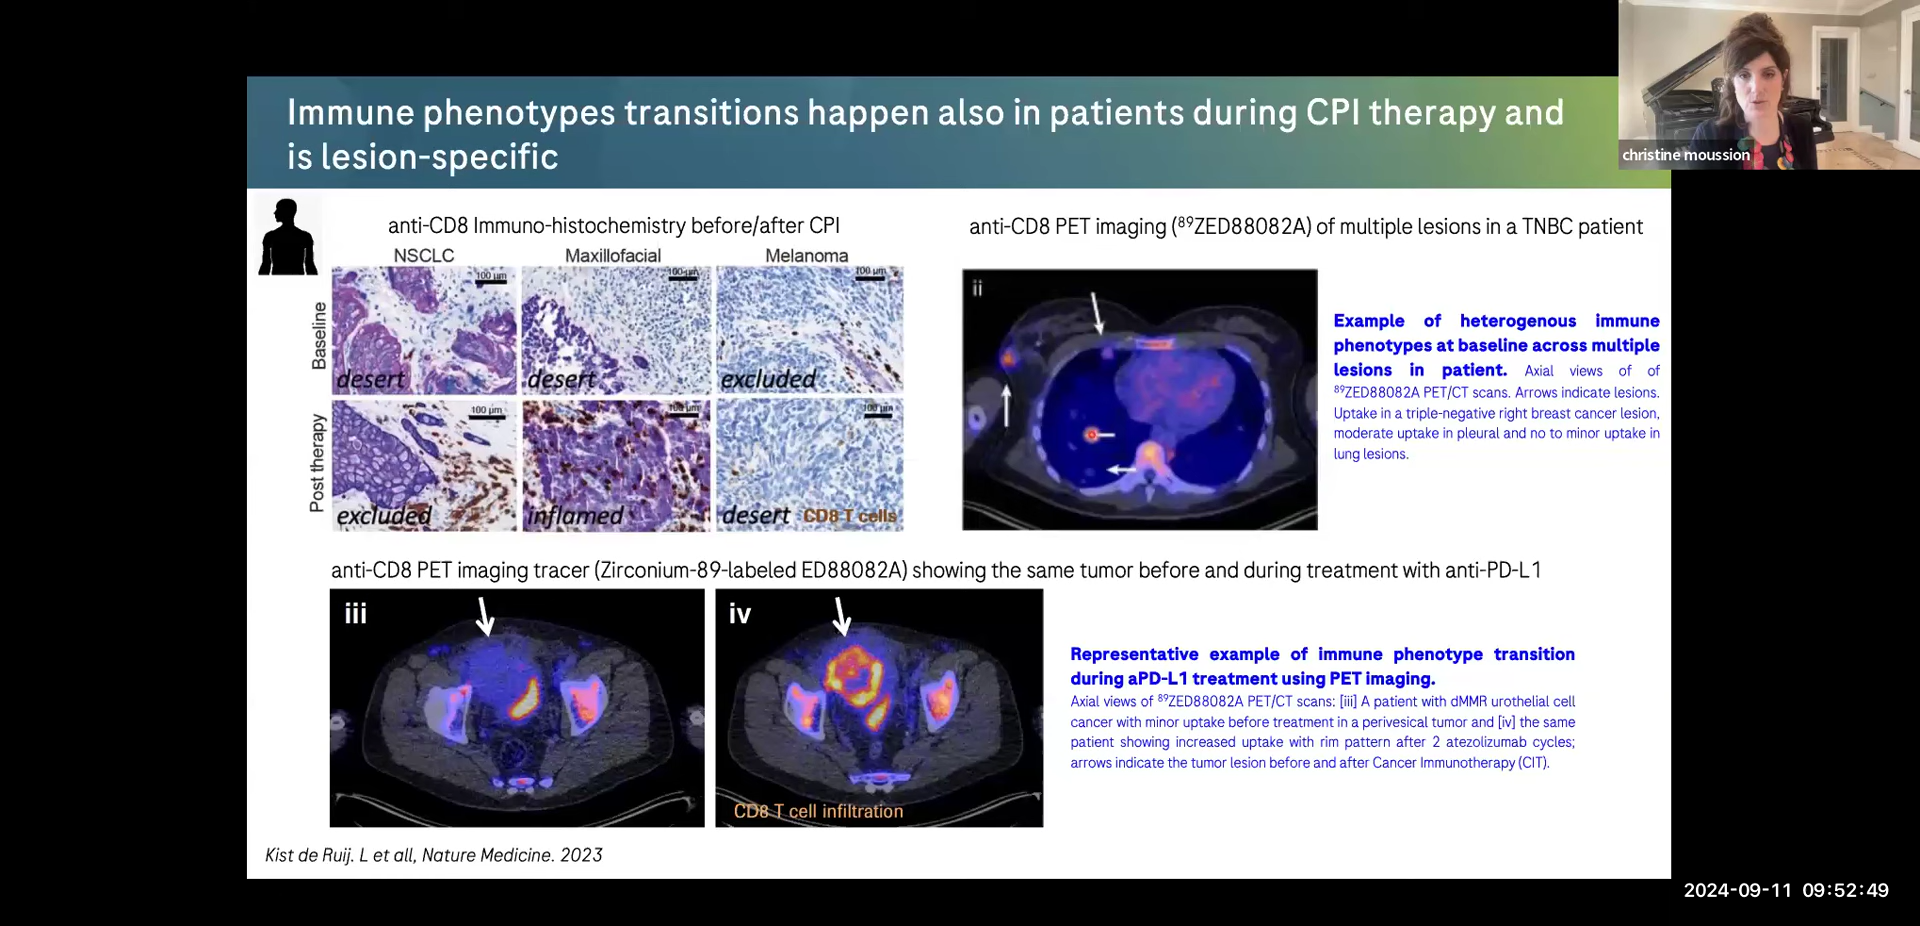 Immune phenotypes transitions happen also in patients during CPI therapy and
is lesion-specific
christine moussion
anti-CD8 Immuno-histochemistry before/after CPI
NSCLC
Maxillofacial
Melanoma
Baseline
100 µm
100 µm
100 µm
desert
desert
excluded
Post therapy
100 µm
100 µm
100 µm
excluded
inflamed
desert
CD8 T cells
anti-CD8 PET imaging (⁸⁹ZED88082A) of multiple lesions in a TNBC patient
ii
Example of heterogenous immune
phenotypes at baseline across multiple
lesions in patient. Axial views of of
⁸⁹ZED88082A PET/CT scans. Arrows indicate lesions.
Uptake in a triple-negative right breast cancer lesion,
moderate uptake in pleural and no to minor uptake in
lung lesions.
anti-CD8 PET imaging tracer (Zirconium-89-labeled ED88082A) showing the same tumor before and during treatment with anti-PD-L1
iii
iv
CD8 T cell infiltration
Representative example of immune phenotype transition
during aPD-L1 treatment using PET imaging.
Axial views of ⁸⁹ZED88082A PET/CT scans: [iii] A patient with dMMR urothelial cell
cancer with minor uptake before treatment in a perivesical tumor and [iv] the same
patient showing increased uptake with rim pattern after 2 atezolizumab cycles;
arrows indicate the tumor lesion before and after Cancer Immunotherapy (CIT).
Kist de Ruij. L et all, Nature Medicine. 2023
2024-09-11 09:52:49